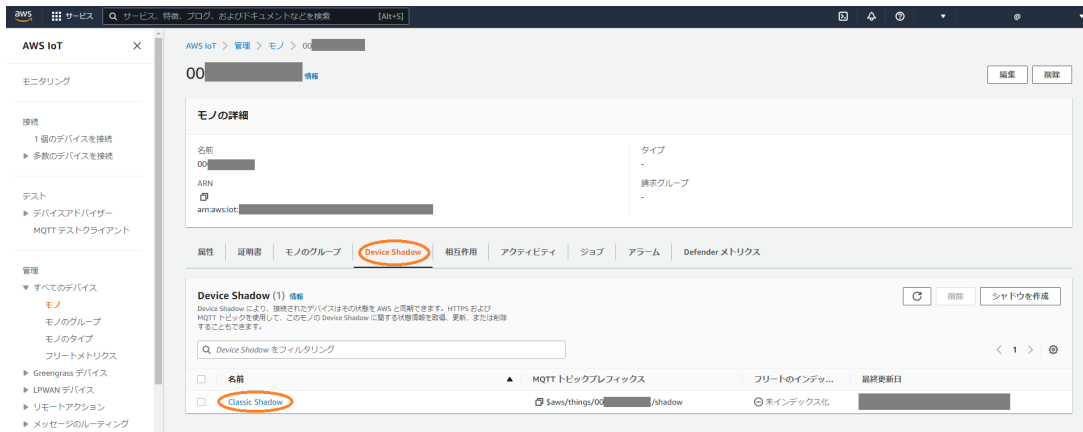 aws サービス サービス、特徴、ブログ、およびドキュメントなどを検索 [Alt+S] @
AWS IoT
モニタリング
接続
1 個のデバイスを接続
多数のデバイスを接続
テスト
デバイスアドバイザー
MQTT テストクライアント
管理
すべてのデバイス
モノ
モノのグループ
モノのタイプ
フリートメトリクス
Greengrass デバイス
LPWAN デバイス
リモートアクション
メッセージのルーティング
AWS IoT > 管理 > モノ > 00
00 情報
編集 削除
モノの詳細
名前
00
ARN
arn:aws:iot:
タイプ
-
請求グループ
-
属性 証明書 モノのグループ Device Shadow 相互作用 アクティビティ ジョブ アラーム Defender メトリクス
Device Shadow (1) 情報
Device Shadow により、接続されたデバイスはその状態を AWS と同期できます。HTTPS および
MQTT トピックを使用して、このモノの Device Shadow に関する状態情報を取得、更新、または削除
することもできます。
削除 シャドウを作成
Device Shadow をフィルタリング
< 1 >
名前 MQTT トピックプレフィックス フリートのインデッ... 最終更新日
Classic Shadow $aws/things/00 /shadow 未インデックス化